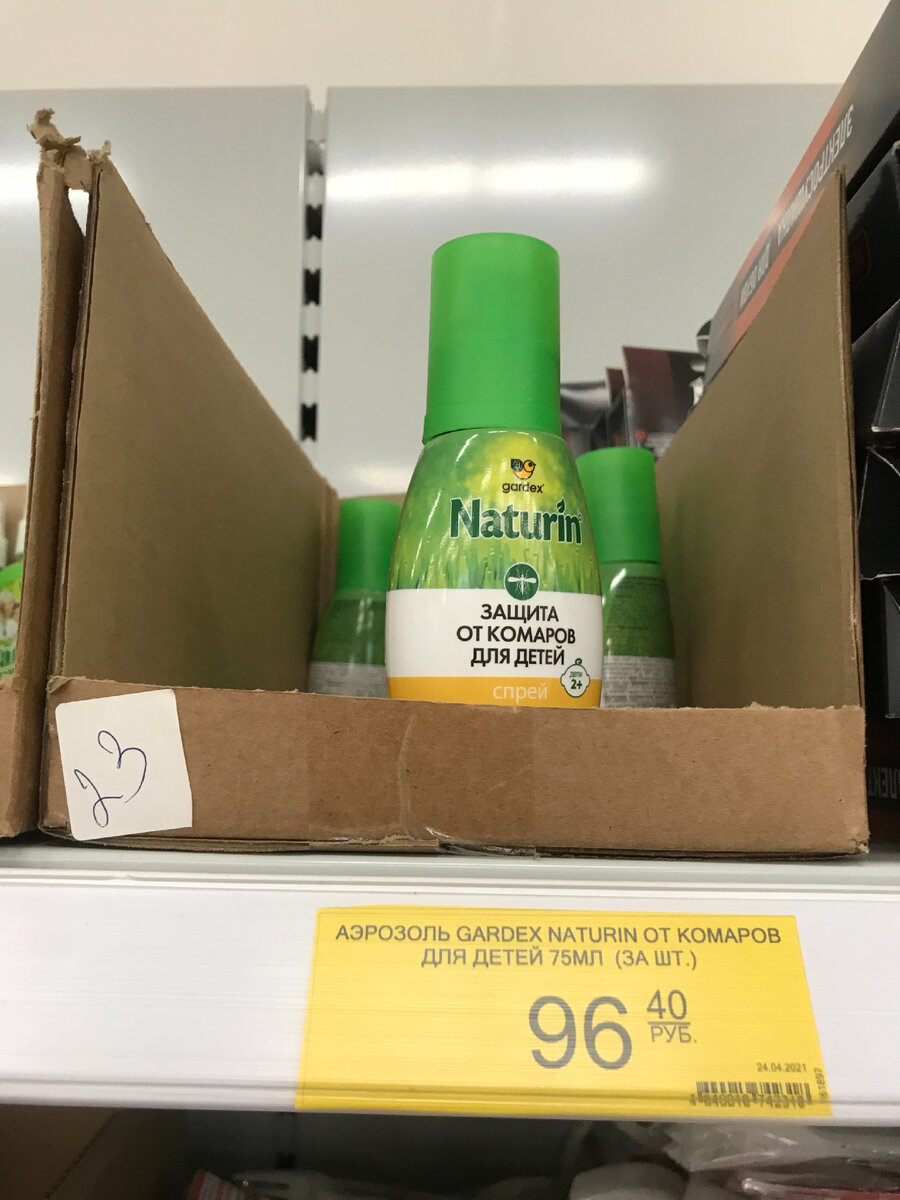 gardex
Naturin
ЗАЩИТА
ОТ КОМАРОВ
ДЛЯ ДЕТЕЙ
спрей
дети
2+
23
АЭРОЗОЛЬ GARDEX NATURIN ОТ КОМАРОВ
ДЛЯ ДЕТЕЙ 75МЛ (ЗА ШТ.)
96 40
РУБ.
24.04.2021